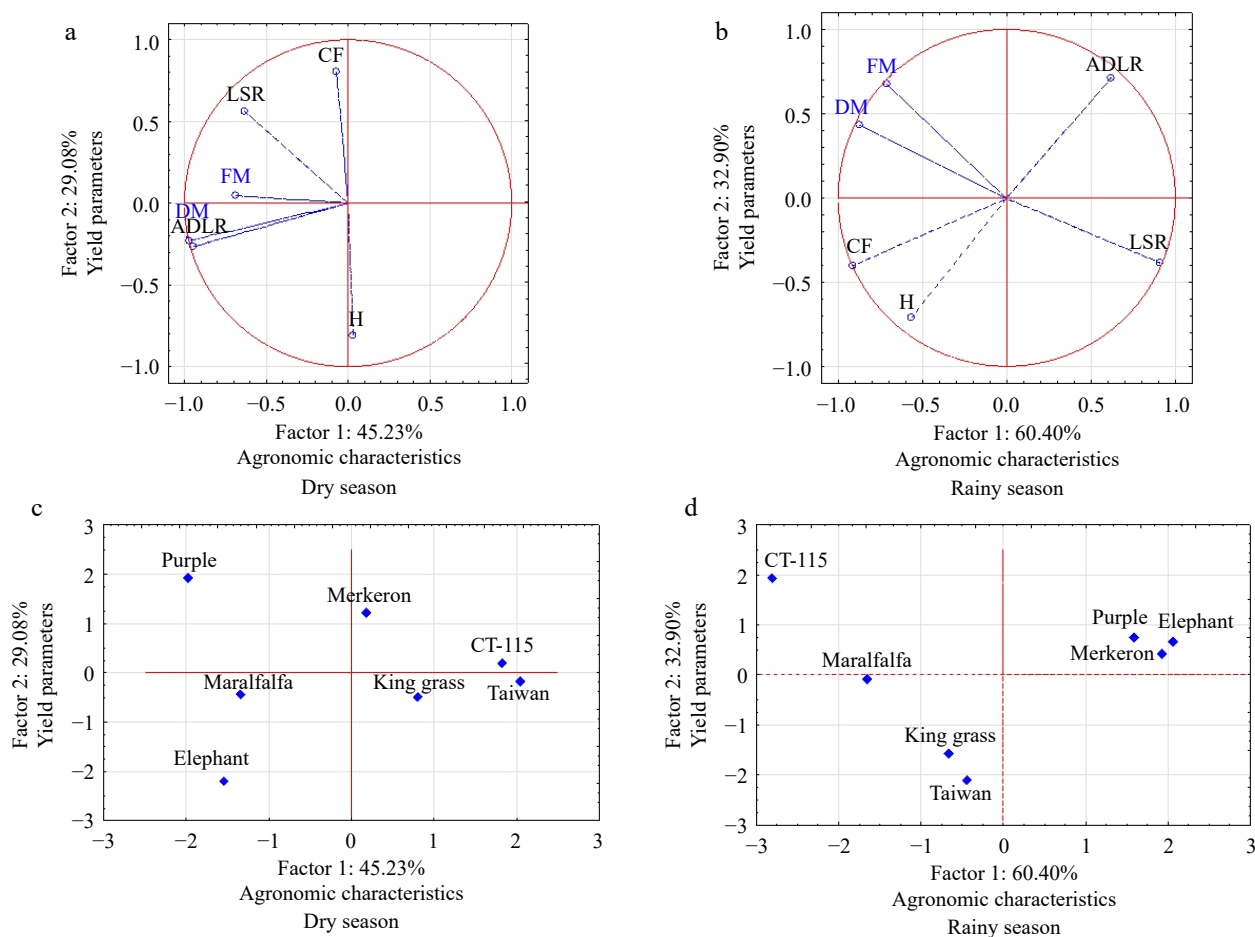 a
1.0
0.5
0.0
−0.5
−1.0
Factor 2: 29.08%
Yield parameters
CF
LSR
FM
DM
ADLR
H
−1.0 −0.5 0.0 0.5 1.0
Factor 1: 45.23%
Agronomic characteristics
Dry season
b
1.0
0.5
0.0
−0.5
−1.0
Factor 2: 32.90%
Yield parameters
FM
ADLR
DM
CF
LSR
H
−1.0 −0.5 0.0 0.5 1.0
Factor 1: 60.40%
Agronomic characteristics
Rainy season
c
3
2
1
0
−1
−2
−3
Factor 2: 29.08%
Yield parameters
Purple
Merkeron
CT-115
Maralfalfa
King grass
Taiwan
Elephant
−3 −2 −1 0 1 2 3
Factor 1: 45.23%
Agronomic characteristics
Dry season
d
3
2
1
0
−1
−2
−3
Factor 2: 32.90%
Yield parameters
CT-115
Purple
Elephant
Merkeron
Maralfalfa
King grass
Taiwan
−3 −2 −1 0 1 2 3
Factor 1: 60.40%
Agronomic characteristics
Rainy season